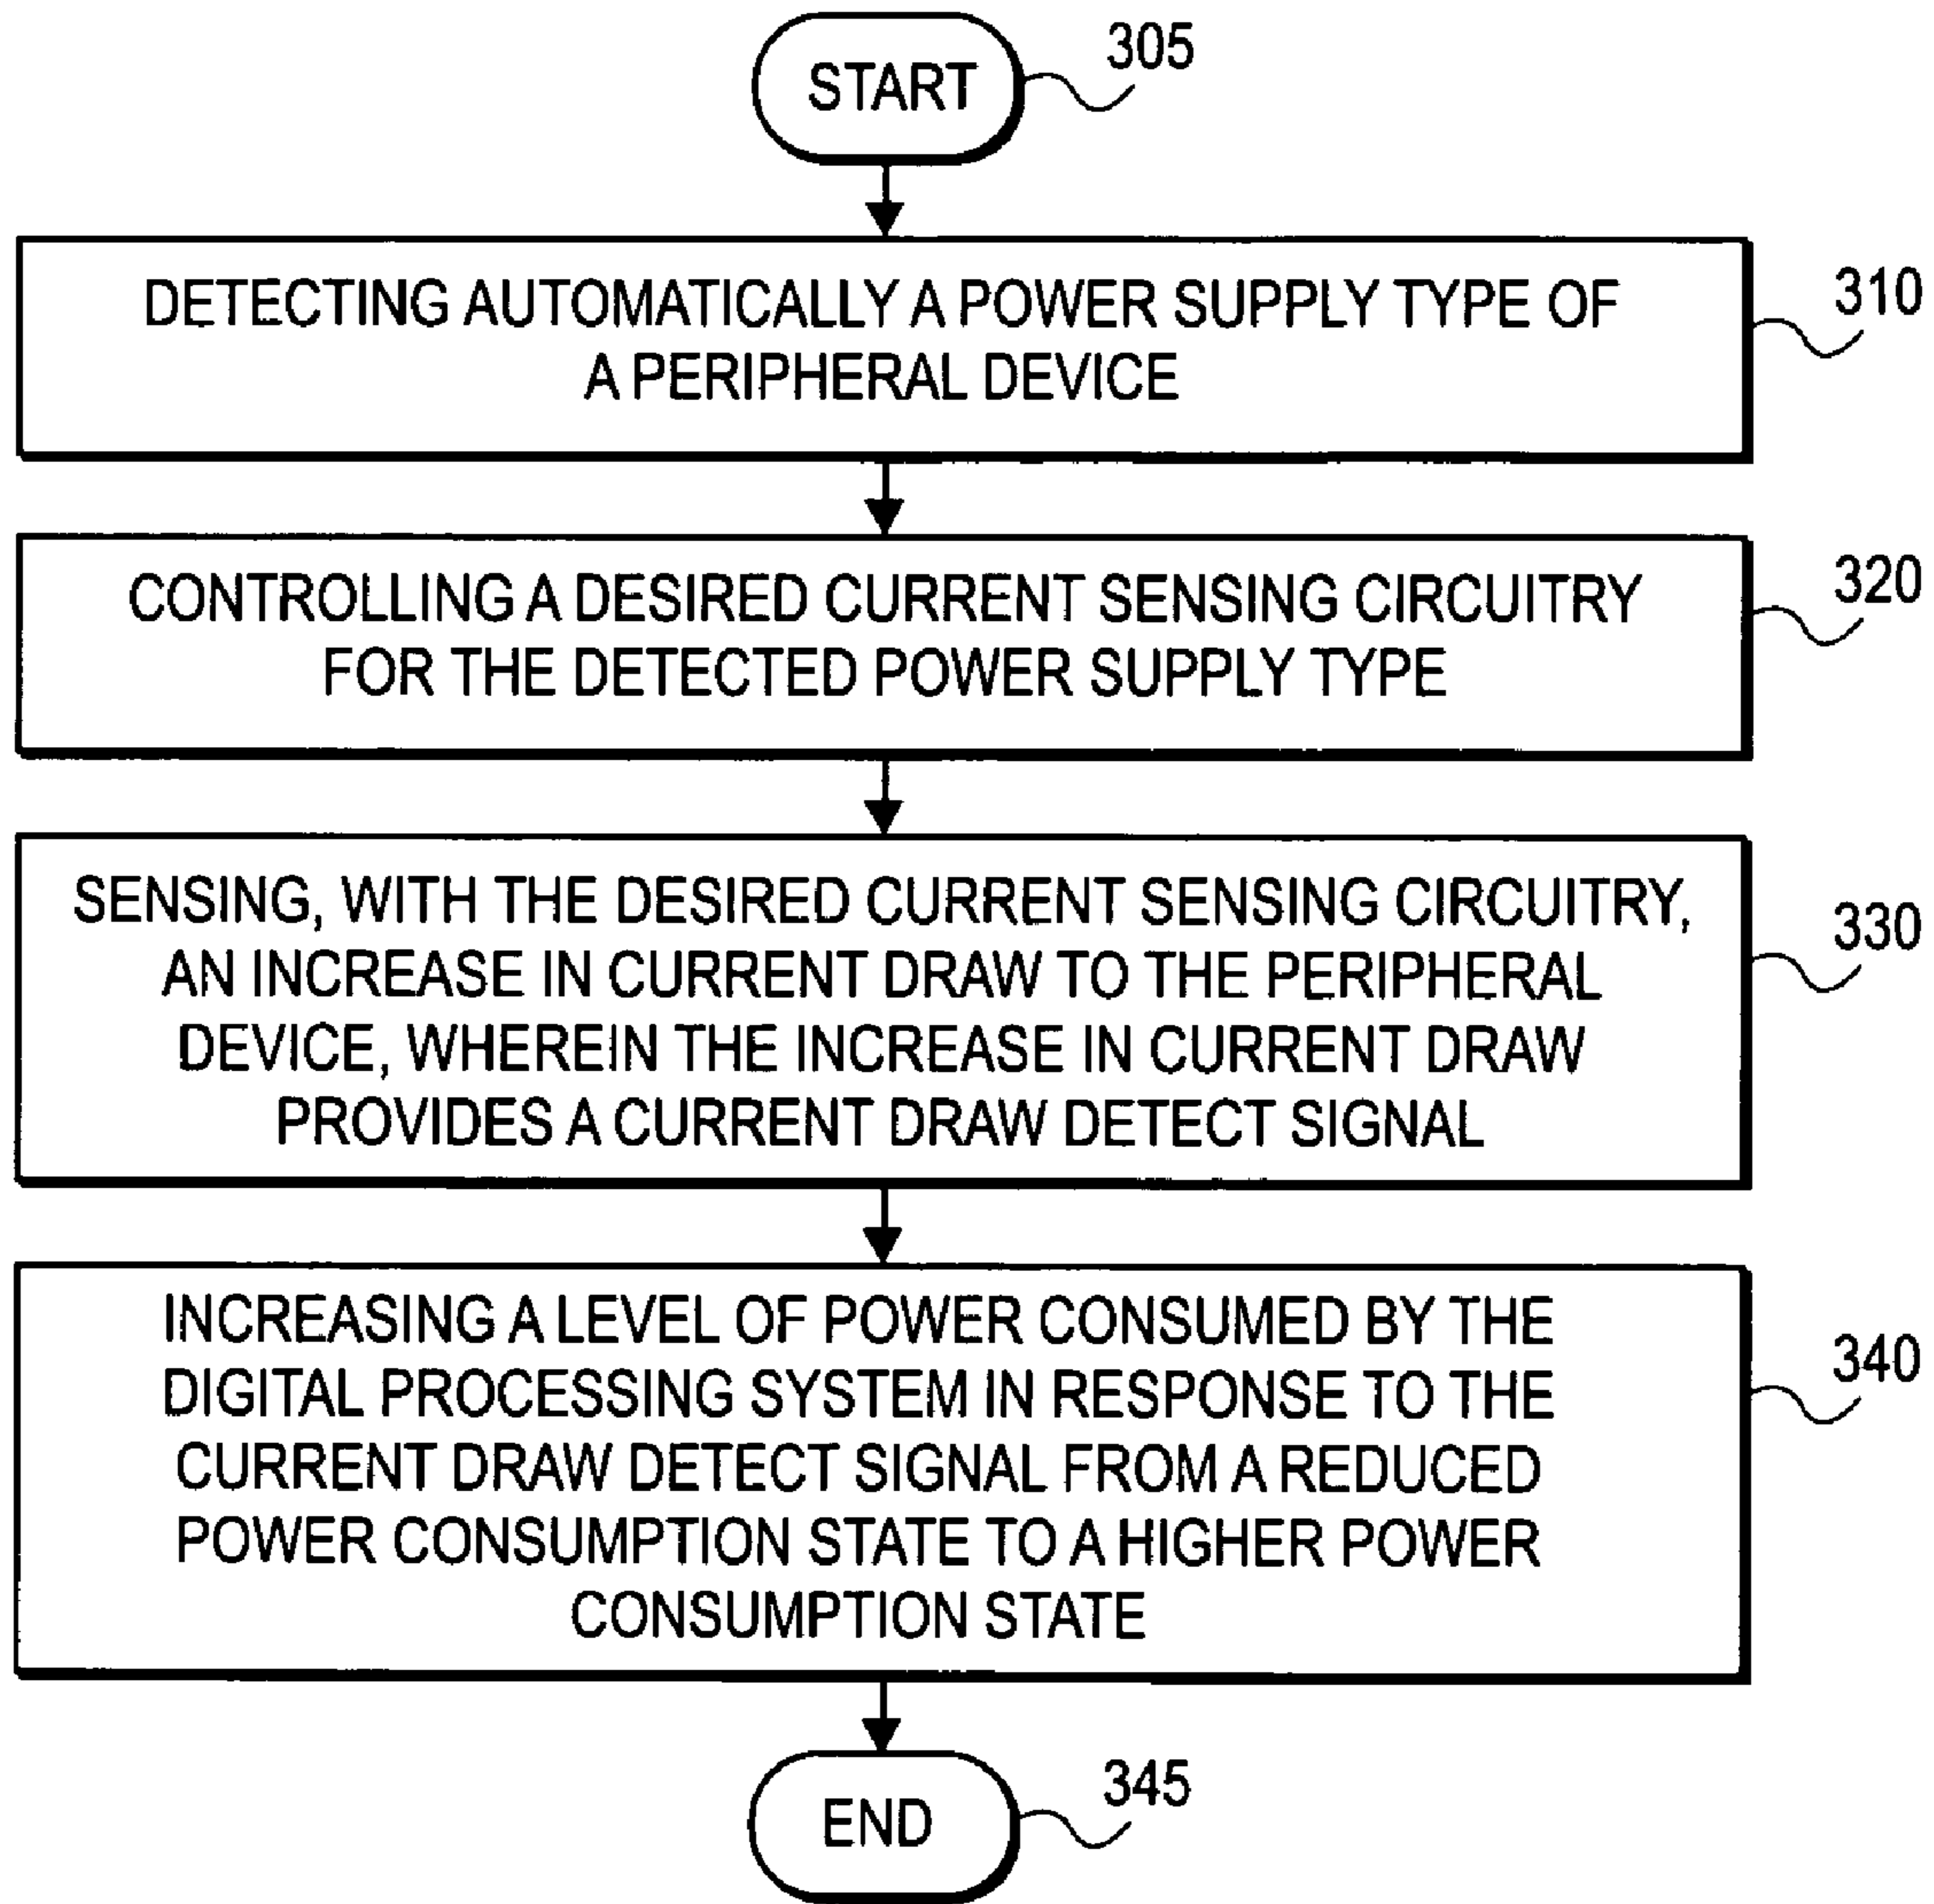 START
305
DETECTING AUTOMATICALLY A POWER SUPPLY TYPE OF
A PERIPHERAL DEVICE
310
CONTROLLING A DESIRED CURRENT SENSING CIRCUITRY
FOR THE DETECTED POWER SUPPLY TYPE
320
SENSING, WITH THE DESIRED CURRENT SENSING CIRCUITRY,
AN INCREASE IN CURRENT DRAW TO THE PERIPHERAL
DEVICE, WHEREIN THE INCREASE IN CURRENT DRAW
PROVIDES A CURRENT DRAW DETECT SIGNAL
330
INCREASING A LEVEL OF POWER CONSUMED BY THE
DIGITAL PROCESSING SYSTEM IN RESPONSE TO THE
CURRENT DRAW DETECT SIGNAL FROM A REDUCED
POWER CONSUMPTION STATE TO A HIGHER POWER
CONSUMPTION STATE
340
END
345